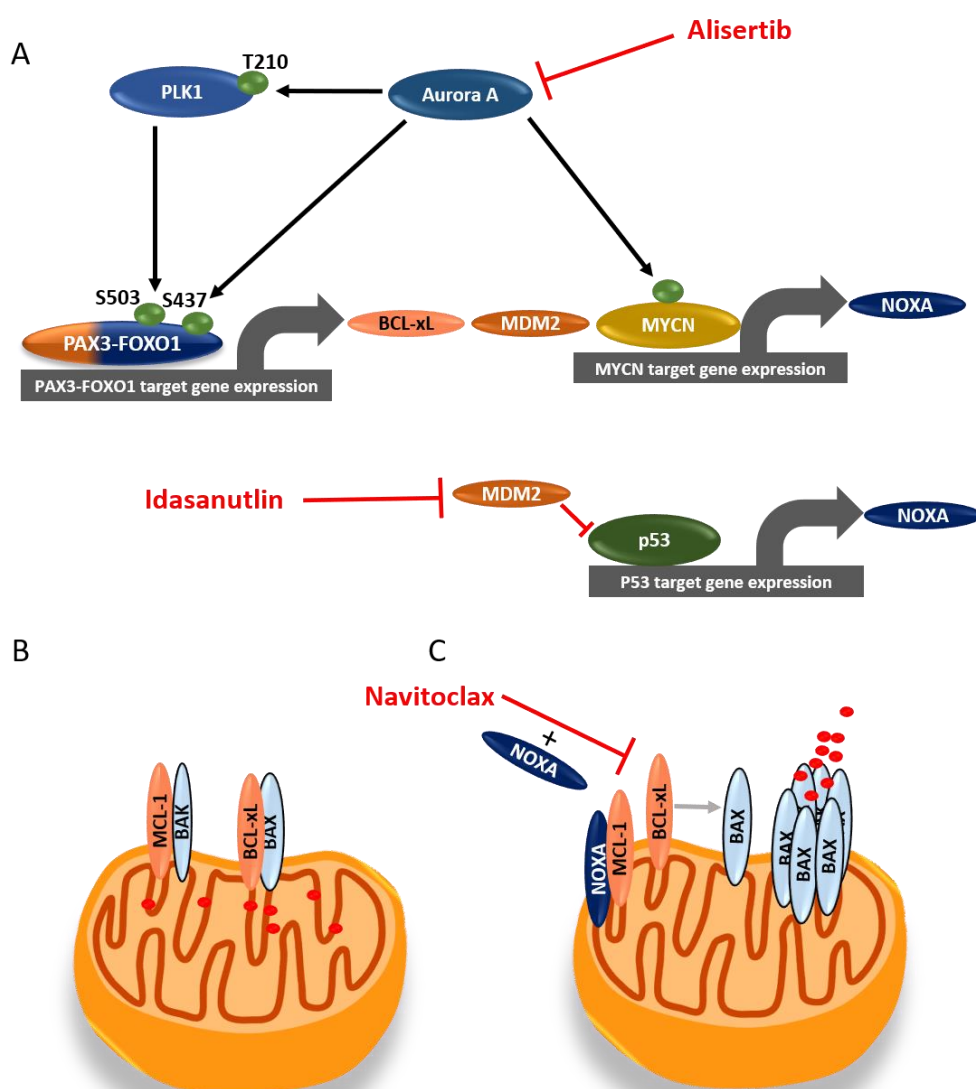 A
Alisertib
T210
PLK1
Aurora A
S503
S437
PAX3-FOXO1
BCL-xL
MDM2
MYCN
NOXA
PAX3-FOXO1 target gene expression
MYCN target gene expression
Idasanutlin
MDM2
p53
NOXA
P53 target gene expression
B
MCL-1
BAK
BCL-xL
BAX
C
Navitoclax
+
NOXA
NOXA
MCL-1
BCL-xL
BAX
BAX
BAX
BAX